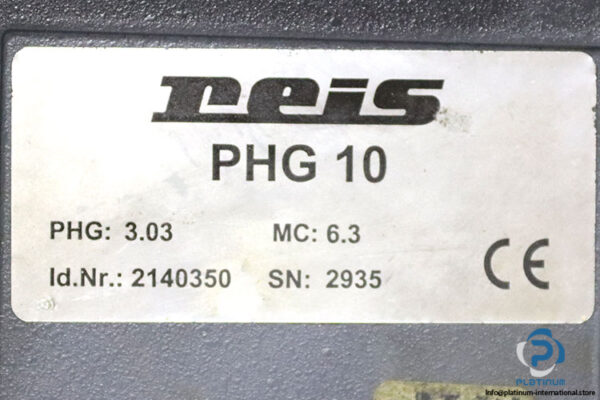 reis
PHG 10
PHG: 3.03 MC: 6.3
Id.Nr.: 2140350 SN: 2935
CE
PLATINUM
http://platinum-international.store